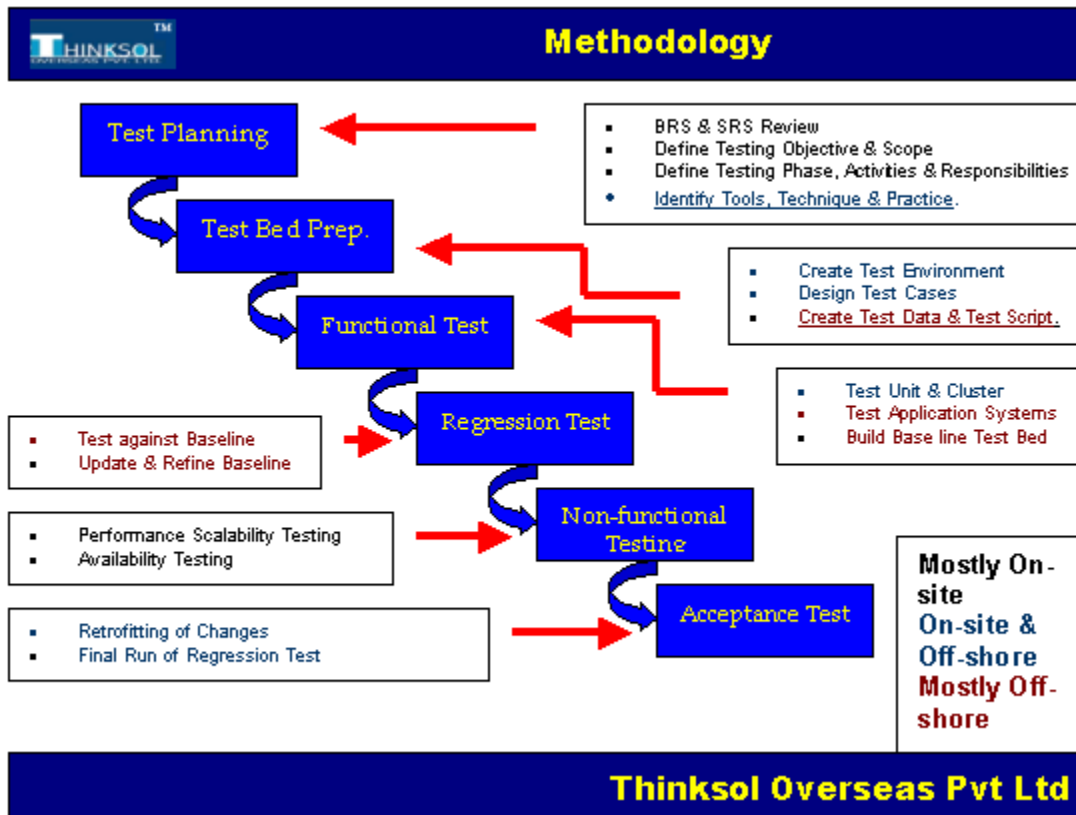 THINKSOL TM
OVERSEAS PVT. LTD
Methodology
Test Planning
BRS & SRS Review
Define Testing Objective & Scope
Define Testing Phase, Activities & Responsibilities
Identify Tools, Technique & Practice.
Test Bed Prep.
Create Test Environment
Design Test Cases
Create Test Data & Test Script.
Functional Test
Test Unit & Cluster
Test Application Systems
Build Base line Test Bed
Regression Test
Test against Baseline
Update & Refine Baseline
Non-functional
Testing
Performance Scalability Testing
Availability Testing
Acceptance Test
Retrofitting of Changes
Final Run of Regression Test
Mostly On-
site
On-site &
Off-shore
Mostly Off-
shore
Thinksol Overseas Pvt Ltd